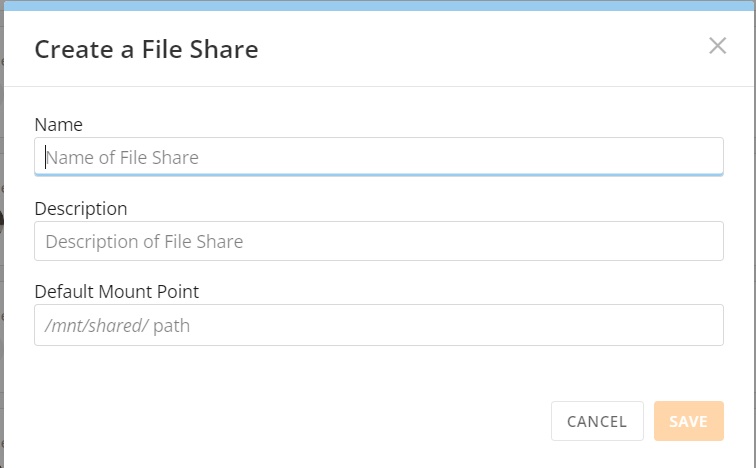 Create a File Share
Name
Name of File Share
Description
Description of File Share
Default Mount Point
/mnt/shared/ path
CANCEL SAVE